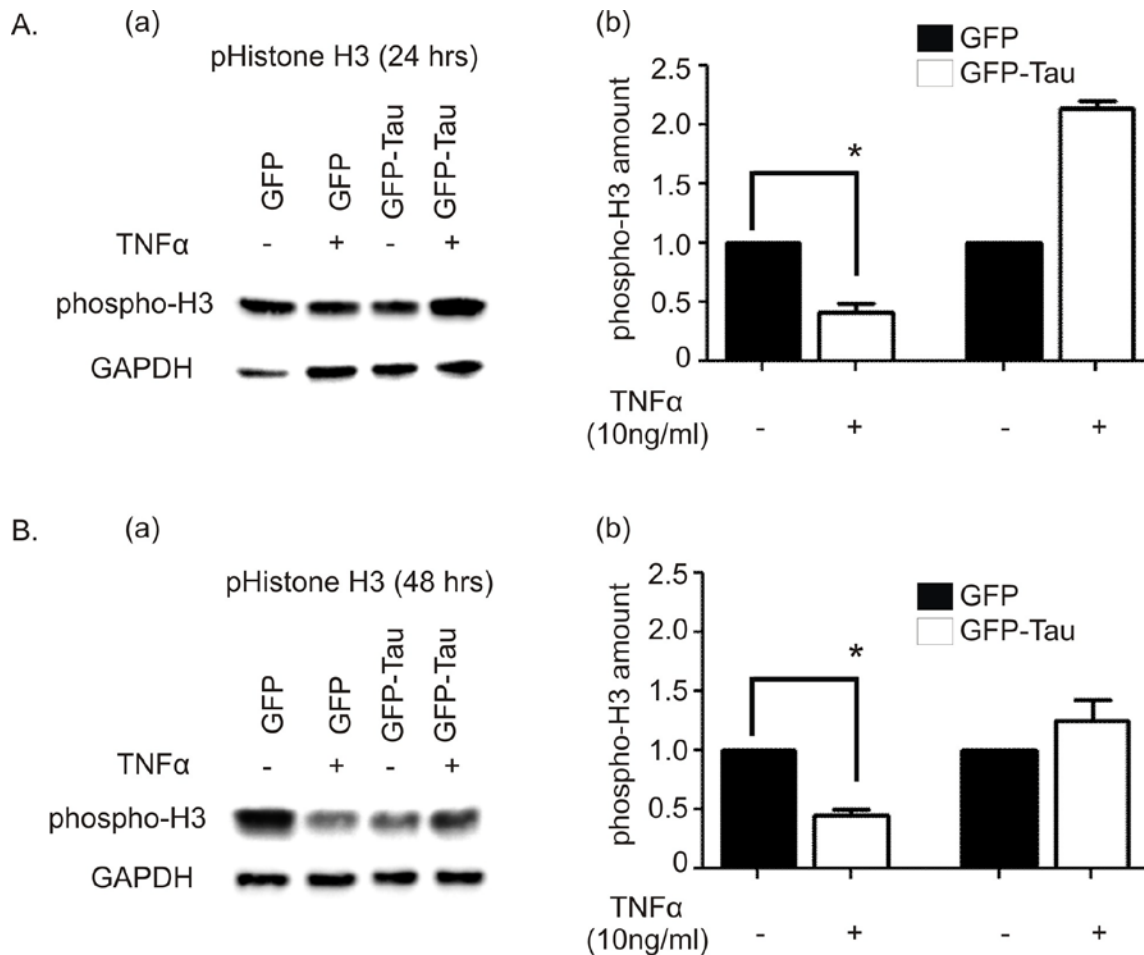 A.
(a)
pHistone H3 (24 hrs)
GFP
GFP
GFP-Tau
GFP-Tau
TNFα - + - +
phospho-H3
GAPDH
(b)
GFP
GFP-Tau
phospho-H3 amount
2.5
2.0
1.5
1.0
0.5
0
*
TNFα
(10ng/ml) - + - +
B.
(a)
pHistone H3 (48 hrs)
GFP
GFP
GFP-Tau
GFP-Tau
TNFα - + - +
phospho-H3
GAPDH
(b)
GFP
GFP-Tau
phospho-H3 amount
2.5
2.0
1.5
1.0
0.5
0
*
TNFα
(10ng/ml) - + - +